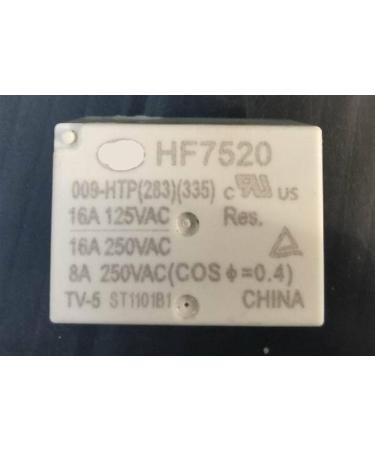 HF7520
009-HTP(283)(335) c UL US
16A 125VAC Res.
16A 250VAC
8A 250VAC(COS ɸ=0.4)
TV-5 ST1101B1 CHINA